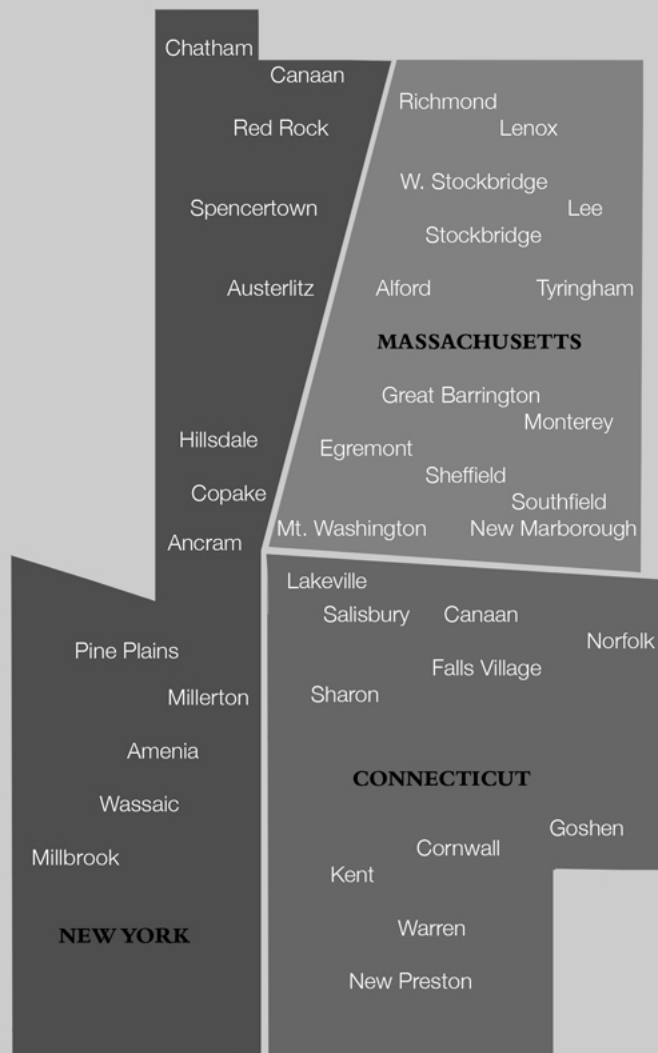 Chatham
Canaan
Red Rock
Spencertown
Austerlitz
Hillsdale
Copake
Ancram
Pine Plains
Millerton
Amenia
Wassaic
Millbrook
NEW YORK
Richmond
Lenox
W. Stockbridge
Lee
Stockbridge
Alford
Tyringham
MASSACHUSETTS
Great Barrington
Monterey
Egremont
Sheffield
Southfield
Mt. Washington
New Marborough
Lakeville
Salisbury
Canaan
Norfolk
Falls Village
Sharon
CONNECTICUT
Goshen
Cornwall
Kent
Warren
New Preston